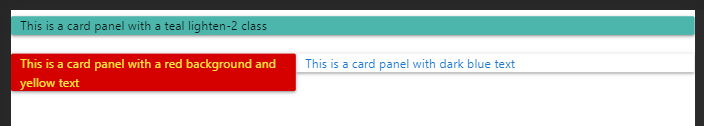 This is a card panel with a teal lighten-2 class
This is a card panel with a red background and
yellow text
This is a card panel with dark blue text